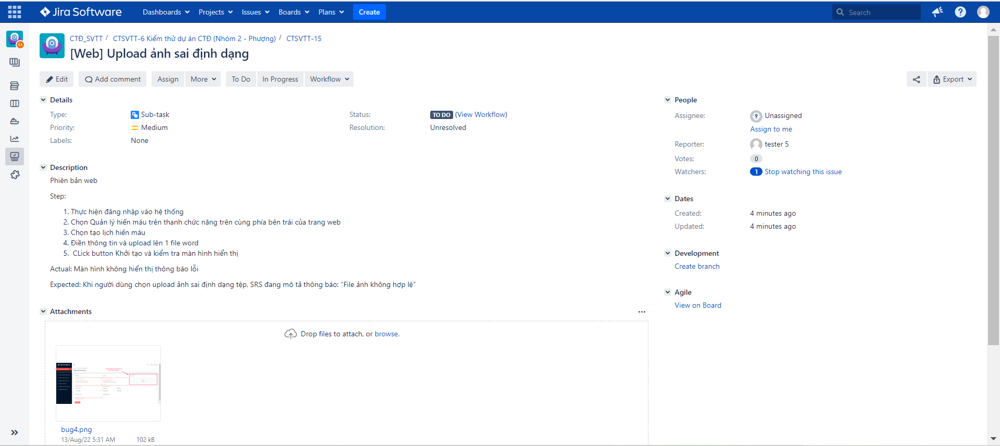 Jira Software Dashboards Projects Issues Boards Plans Create Search
CTĐ_SVTT / CTSVTT-6 Kiểm thử dự án CTĐ (Nhóm 2 - Phượng) / CTSVTT-15
[Web] Upload ảnh sai định dạng
Edit Add comment Assign More To Do In Progress Workflow Export
Details
Type: Sub-task Status: TO DO (View Workflow)
Priority: Medium Resolution: Unresolved
Labels: None
Description
Phiên bản web
Step:
1. Thực hiện đăng nhập vào hệ thống
2. Chọn Quản lý hiến máu trên thanh chức năng trên cùng phía bên trái của trang web
3. Chọn tạo lịch hiến máu
4. Điền thông tin và upload lên 1 file word
5. CLick button Khởi tạo và kiểm tra màn hình hiển thị
Actual: Màn hình không hiển thị thông báo lỗi
Expected: Khi người dùng chọn upload ảnh sai định dạng tệp, SRS đang mô tả thông báo: “File ảnh không hợp lệ”
Attachments
Drop files to attach, or browse.
bug4.png
13/Aug/22 5:31 AM 102 kB
People
Assignee: Unassigned
Assign to me
Reporter: tester 5
Votes: 0
Watchers: 1 Stop watching this issue
Dates
Created: 4 minutes ago
Updated: 4 minutes ago
Development
Create branch
Agile
View on Board